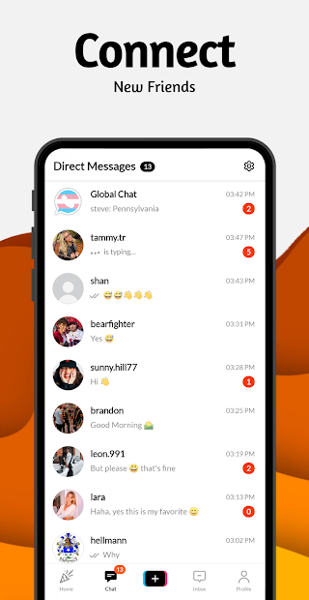 Connect
New Friends
Direct Messages 13
Global Chat 03:42 PM
steve: Pennsylvania 2
tammy.tr 03:47 PM
is typing... 5
shan 03:43 PM
😅😅👋👋👋
bearfighter 03:31 PM
Yes 😅
sunny.hill77 03:28 PM
Hi 👋 1
brandon 03:25 PM
Good Morning 🌄
leon.991 03:19 PM
But please 😃 that's fine 2
lara 03:13 PM
Haha, yes this is my favorite 😄 0
hellmann 03:02 PM
Why
13
Home Chat Inbox Profile